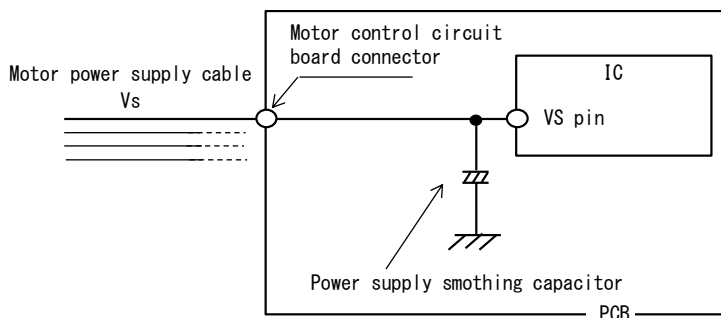 Motor control circuit
board connector
Motor power supply cable
Vs
IC
VS pin
Power supply smothing capacitor
PCB